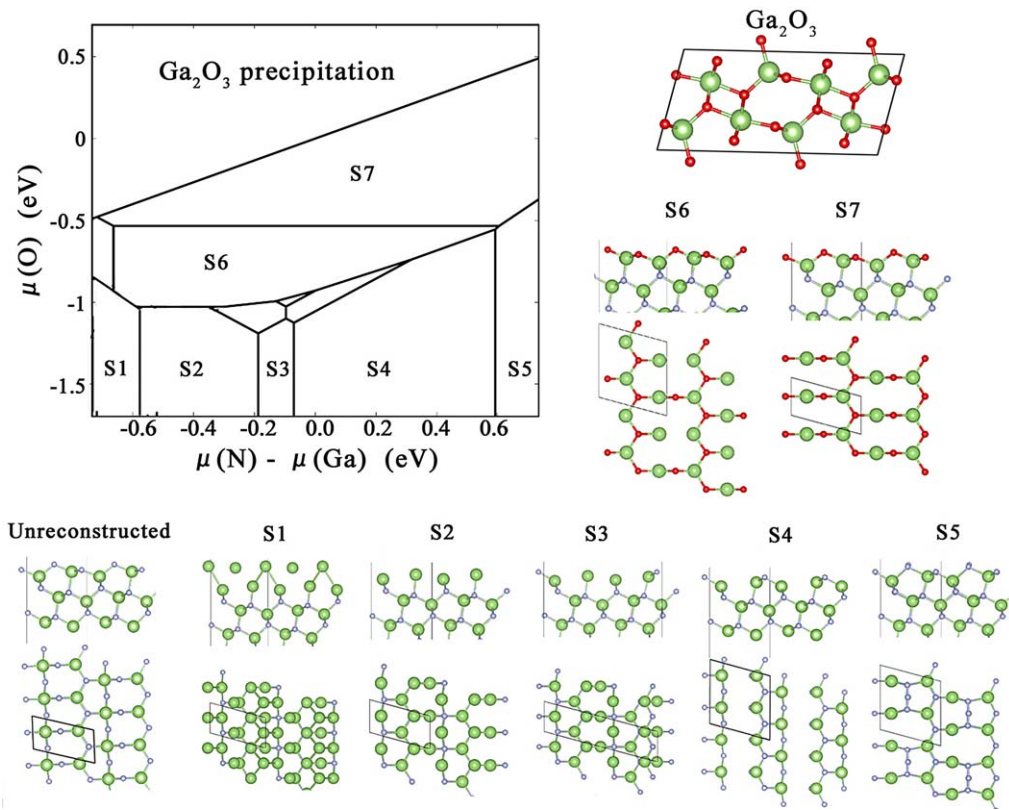 0.5
Ga₂O₃ precipitation
0
S7
-0.5
S6
-1
S1
S2
S3
S4
S5
-1.5
-0.6
-0.4
-0.2
0.0
0.2
0.4
0.6
μ(O) (eV)
μ(N) - μ(Ga) (eV)
Ga₂O₃
S6
S7
Unreconstructed
S1
S2
S3
S4
S5